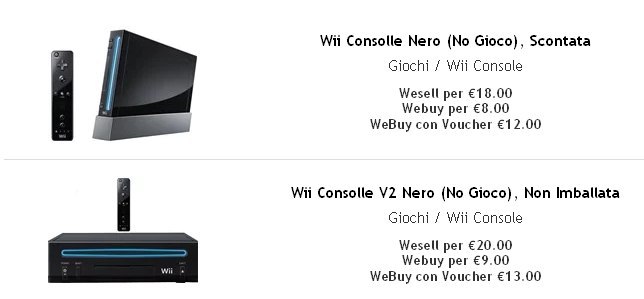 Wii Consolle Nero (No Gioco), Scontata
Giochi / Wii Console
Wesell per €18.00
Webuy per €8.00
WeBuy con Voucher €12.00
Wii Consolle V2 Nero (No Gioco), Non Imballata
Giochi / Wii Console
Wesell per €20.00
Webuy per €9.00
WeBuy con Voucher €13.00
Wii